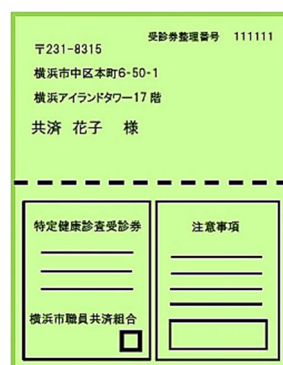 受診券整理番号 111111
〒231-8315
横浜市中区本町6-50-1
横浜アイランドタワー17階
共済 花子 様
特定健康診査受診券
横浜市職員共済組合
注意事項